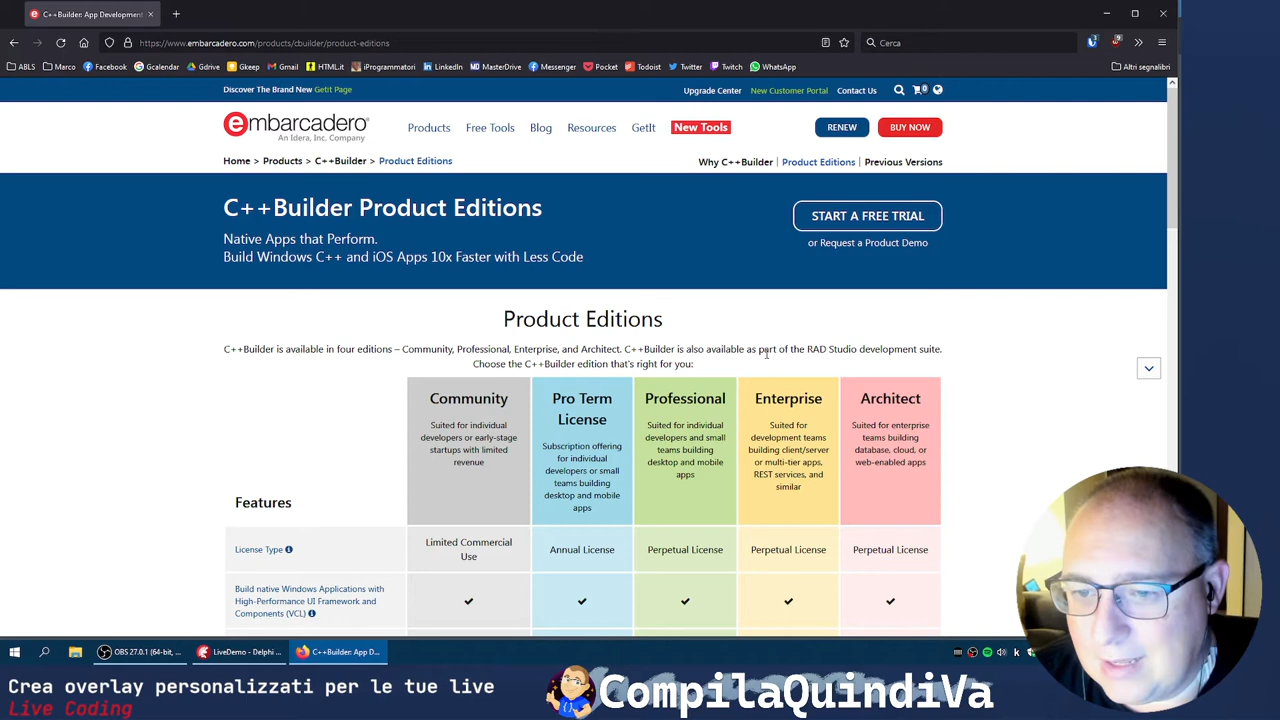 C++Builder: App Development
https://www.embarcadero.com/products/cbuilder/product-editions
Cerca
ABLS
Marco
Facebook
Gcalendar
Gdrive
Gkeep
Gmail
HTML.it
iProgrammatori
LinkedIn
MasterDrive
Messenger
Pocket
Todoist
Twitter
Twitch
WhatsApp
Altri segnalibri
Discover The Brand New GetIt Page
Upgrade Center
New Customer Portal
Contact Us
0
embarcadero
An Idera, Inc. Company
Products
Free Tools
Blog
Resources
GetIt
New Tools
RENEW
BUY NOW
Home > Products > C++Builder > Product Editions
Why C++Builder | Product Editions | Previous Versions
C++Builder Product Editions
START A FREE TRIAL
Native Apps that Perform.
or Request a Product Demo
Build Windows C++ and iOS Apps 10x Faster with Less Code
Product Editions
C++Builder is available in four editions – Community, Professional, Enterprise, and Architect. C++Builder is also available as part of the RAD Studio development suite.
Choose the C++Builder edition that's right for you:
Features
Community
Suited for individual
developers or early-stage
startups with limited
revenue
Pro Term
License
Subscription offering
for individual
developers or small
teams building
desktop and mobile
apps
Professional
Suited for individual
developers and small
teams building
desktop and mobile
apps
Enterprise
Suited for
development teams
building client/server
or multi-tier apps,
REST services, and
similar
Architect
Suited for enterprise
teams building
database, cloud, or
web-enabled apps
License Type
Limited Commercial
Use
Annual License
Perpetual License
Perpetual License
Perpetual License
Build native Windows Applications with
High-Performance UI Framework and
Components (VCL)
OBS 27.0.1 (64-bit, ...
LiveDemo - Delphi ...
C++Builder: App D...
Crea overlay personalizzati per le tue live
Live Coding
CompilaQuindiVa